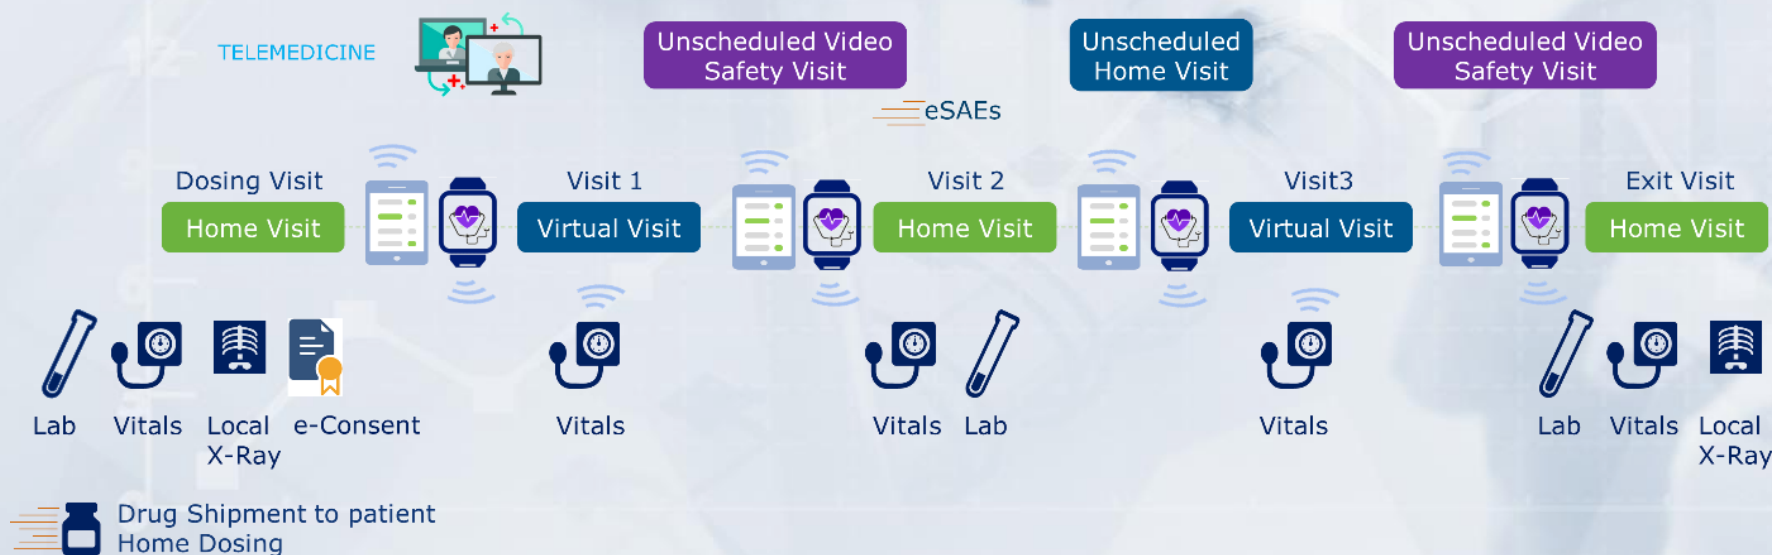 TELEMEDICINE
Unscheduled Video
Safety Visit
Unscheduled
Home Visit
Unscheduled Video
Safety Visit
eSAEs
Dosing Visit
Home Visit
Visit 1
Virtual Visit
Visit 2
Home Visit
Visit3
Virtual Visit
Exit Visit
Home Visit
Lab
Vitals
Local
X-Ray
e-Consent
Vitals
Vitals
Lab
Vitals
Lab
Vitals
Local
X-Ray
Drug Shipment to patient
Home Dosing